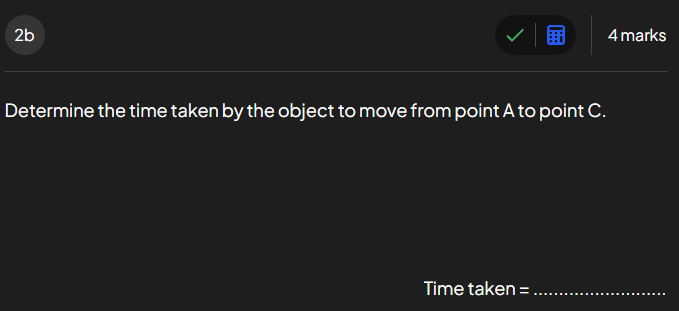 2b
4 marks
Determine the time taken by the object to move from point A to point C.
Time taken = ..........................